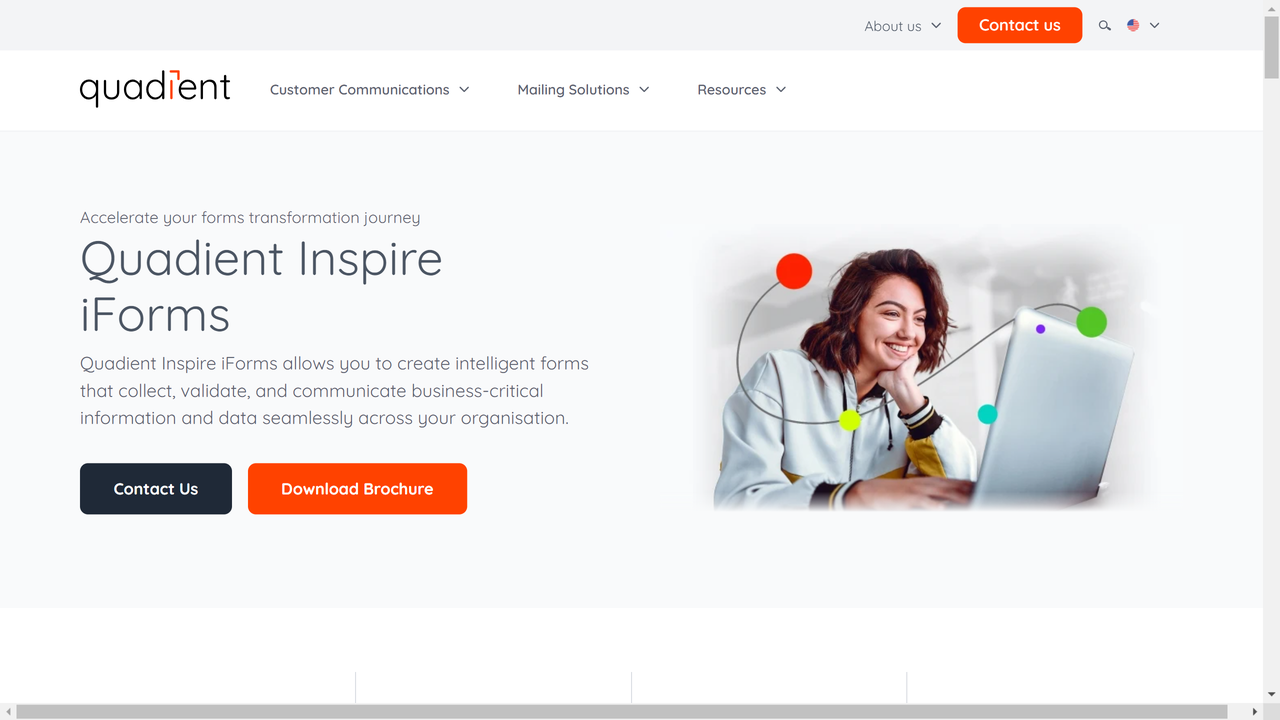 About us
Contact us
quadient
Customer Communications
Mailing Solutions
Resources
Accelerate your forms transformation journey
Quadient Inspire
iForms
Quadient Inspire iForms allows you to create intelligent forms
that collect, validate, and communicate business-critical
information and data seamlessly across your organisation.
Contact Us
Download Brochure